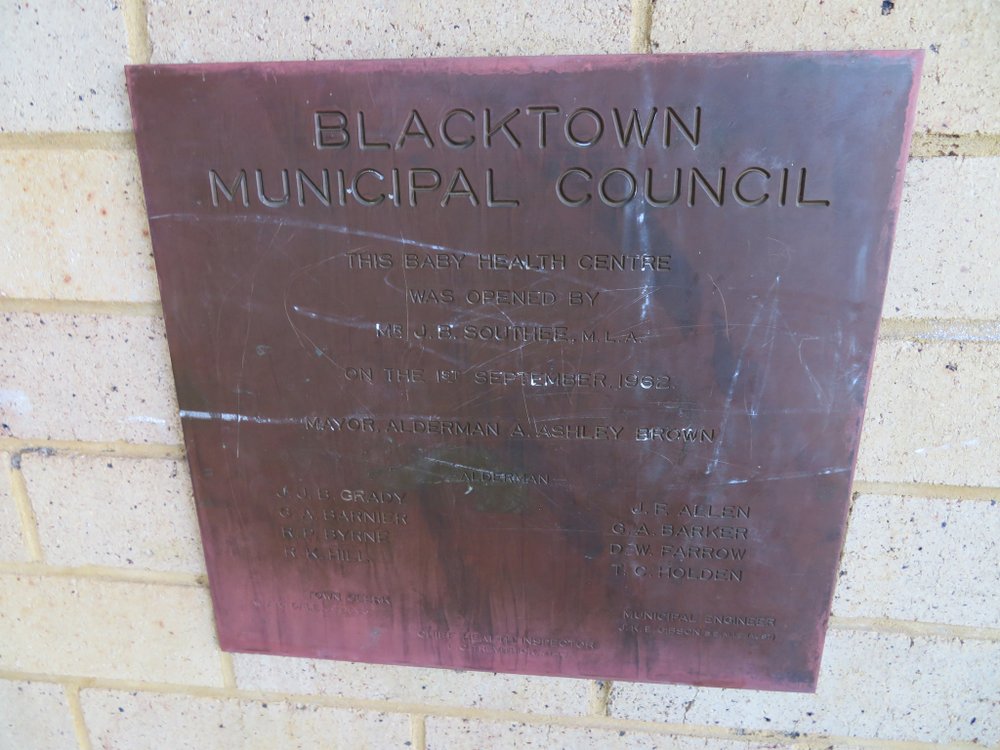 BLACKTOWN
MUNICIPAL COUNCIL
THIS BABY HEALTH CENTRE
WAS OPENED BY
MR J. B. SOUTHEE, M.L.A.
ON THE 1ST SEPTEMBER, 1962.
MAYOR, ALDERMAN A. ASHLEY BROWN
ALDERMAN—
J. J. B. GRADY
G. A. BARNIER
R. P. BYRNE
R. K. HILL
J. R. ALLEN
G. A. BARKER
D. W. FARROW
T. C. HOLDEN
TOWN CLERK
MUNICIPAL ENGINEER
J. K. E. GIBSON
CHIEF HEALTH INSPECTOR